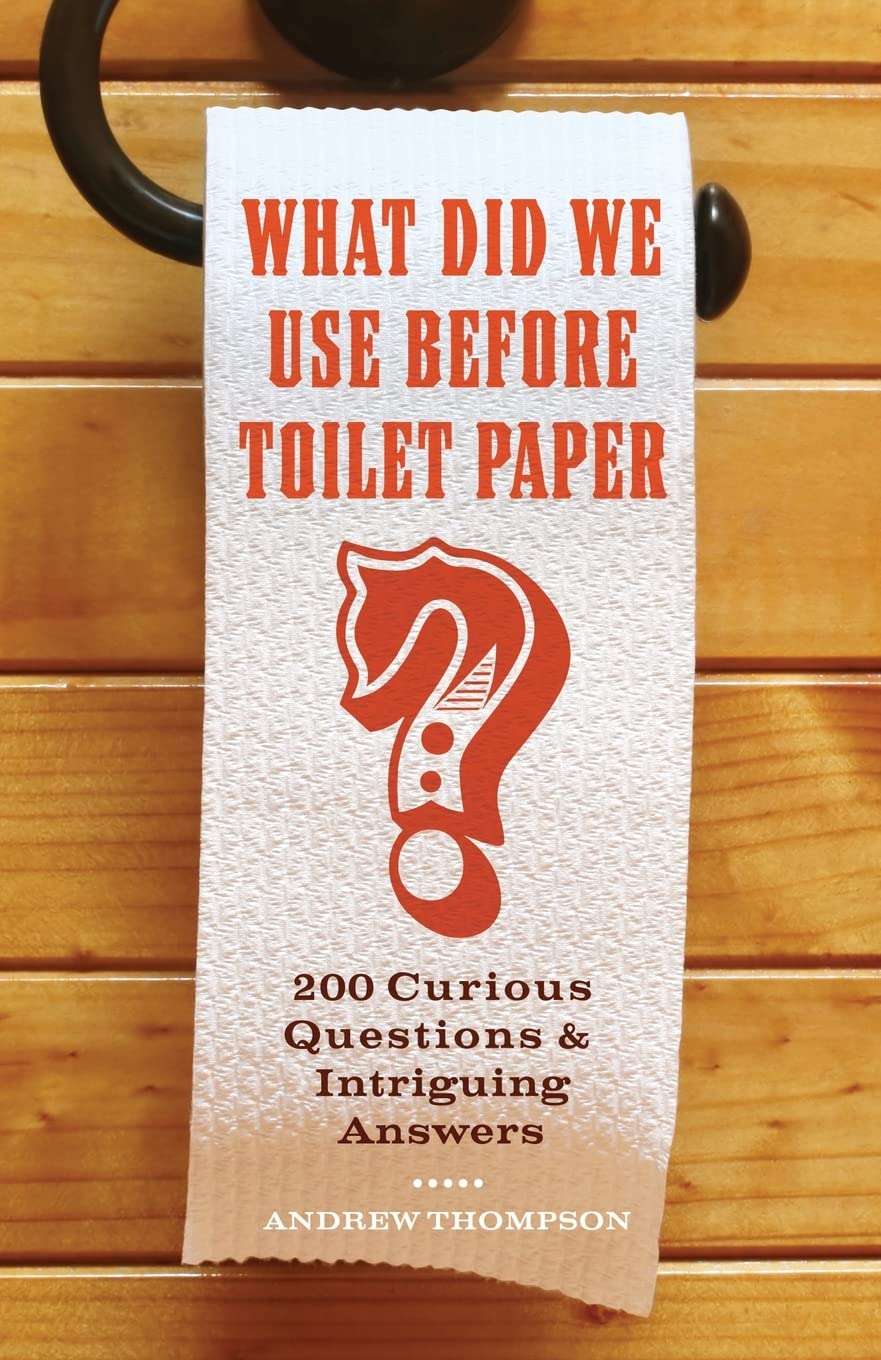 WHAT DID WE
USE BEFORE
TOILET PAPER
?
200 Curious
Questions &
Intriguing
Answers
ANDREW THOMPSON